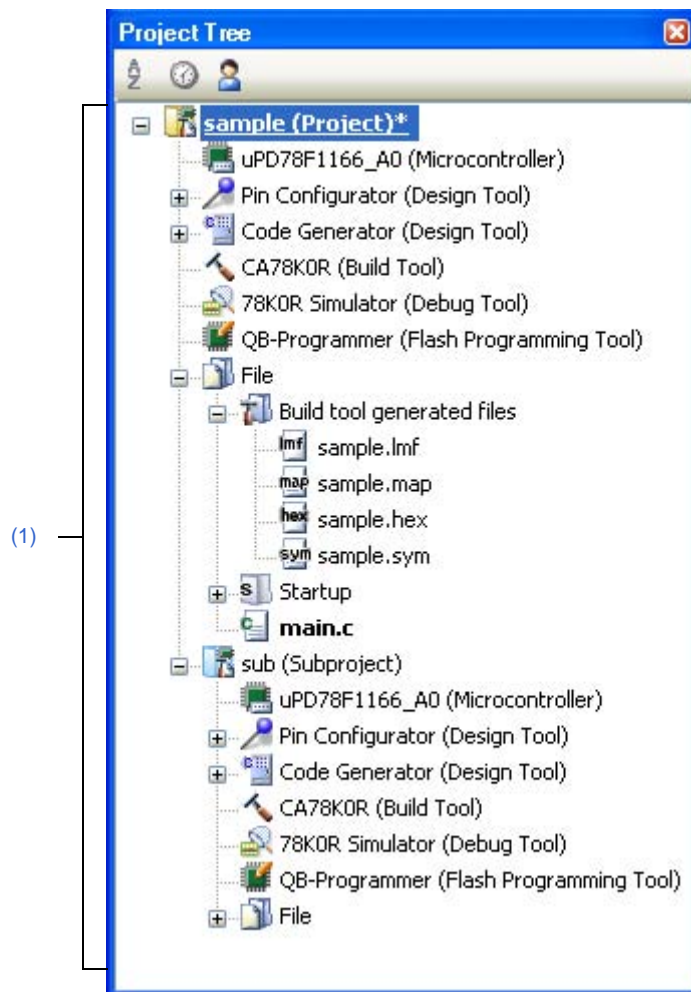 Project Tree
sample (Project)*
uPD78F1166_A0 (Microcontroller)
Pin Configurator (Design Tool)
Code Generator (Design Tool)
CA78K0R (Build Tool)
78K0R Simulator (Debug Tool)
QB-Programmer (Flash Programming Tool)
File
Build tool generated files
lmf sample.lmf
map sample.map
hex sample.hex
sym sample.sym
(1)
S Startup
C main.c
sub (Subproject)
uPD78F1166_A0 (Microcontroller)
Pin Configurator (Design Tool)
Code Generator (Design Tool)
CA78K0R (Build Tool)
78K0R Simulator (Debug Tool)
QB-Programmer (Flash Programming Tool)
File